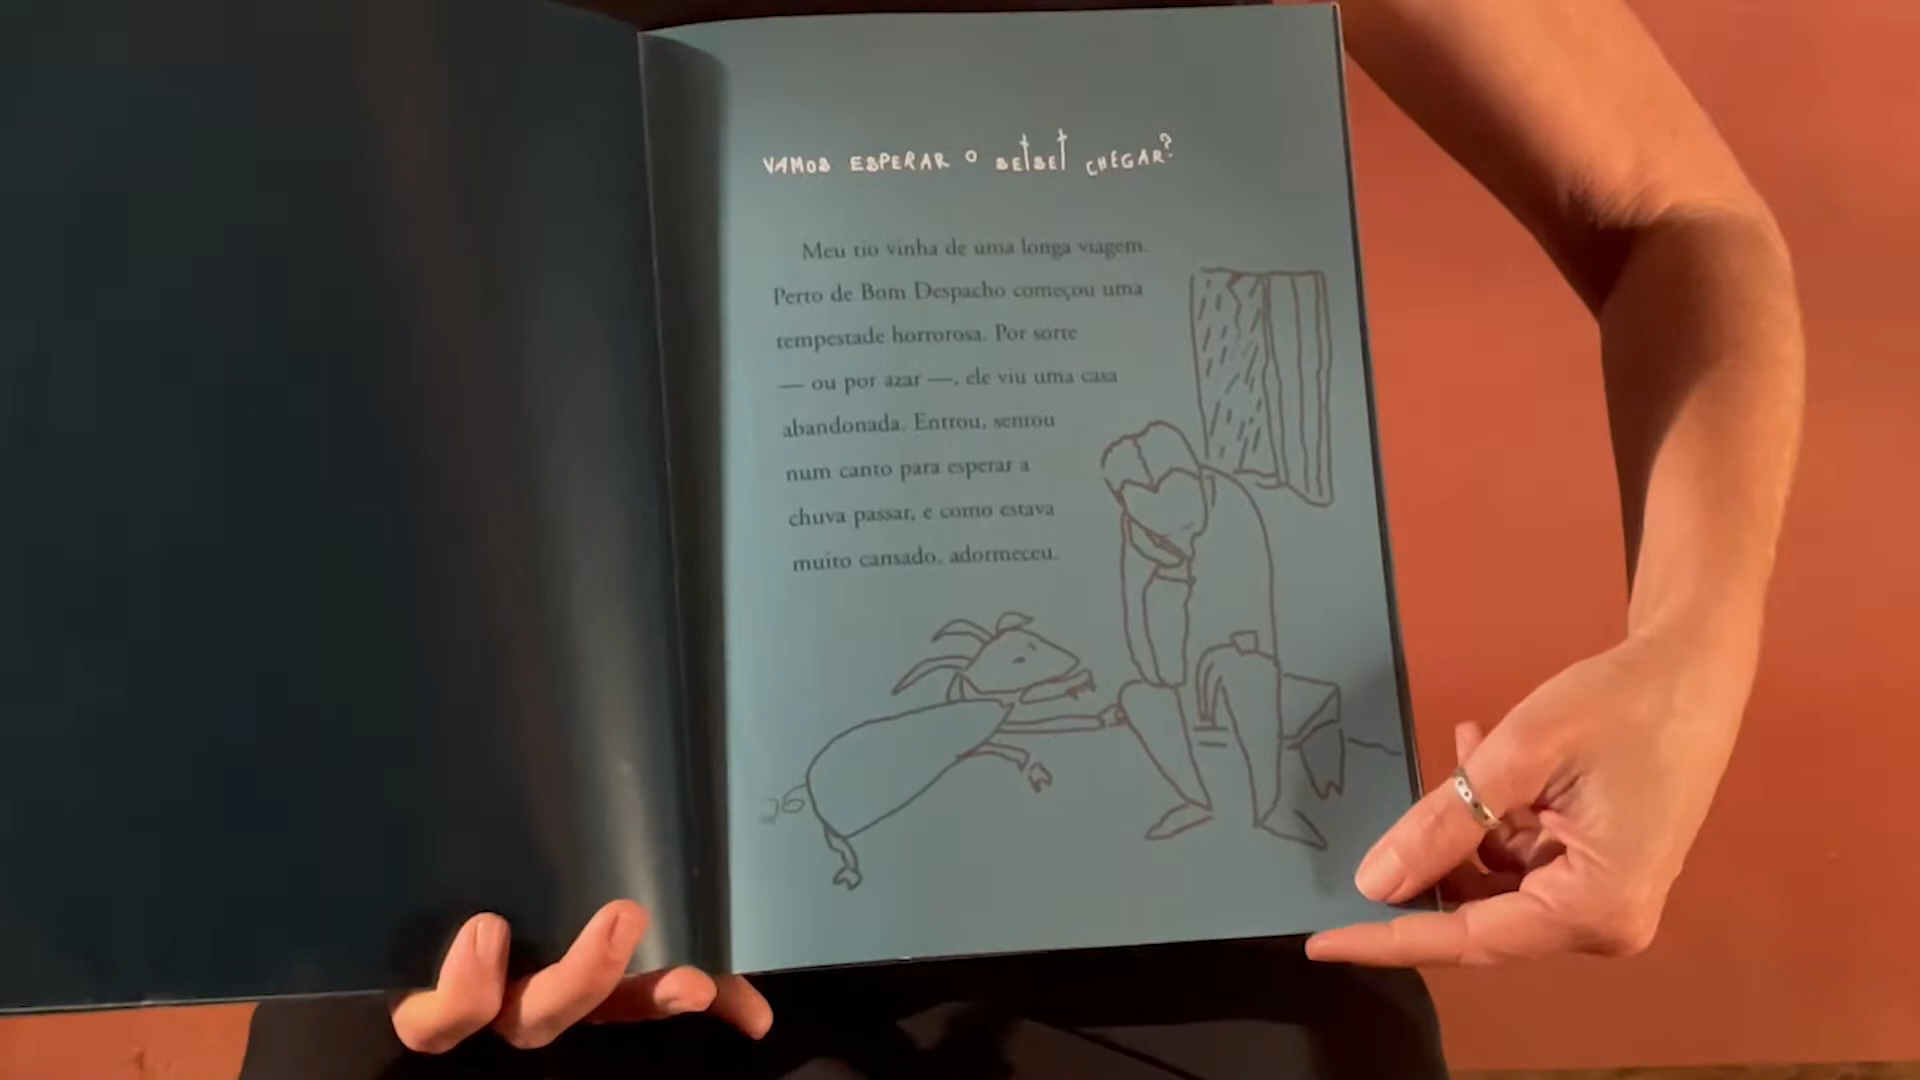 VAMOS ESPERAR O BETBET CHEGAR?
Meu tio vinha de uma longa viagem.
Perto de Bom Despacho começou uma
tempestade horrorosa. Por sorte
— ou por azar —, ele viu uma casa
abandonada. Entrou, sentou
num canto para esperar a
chuva passar, e como estava
muito cansado, adormeceu.